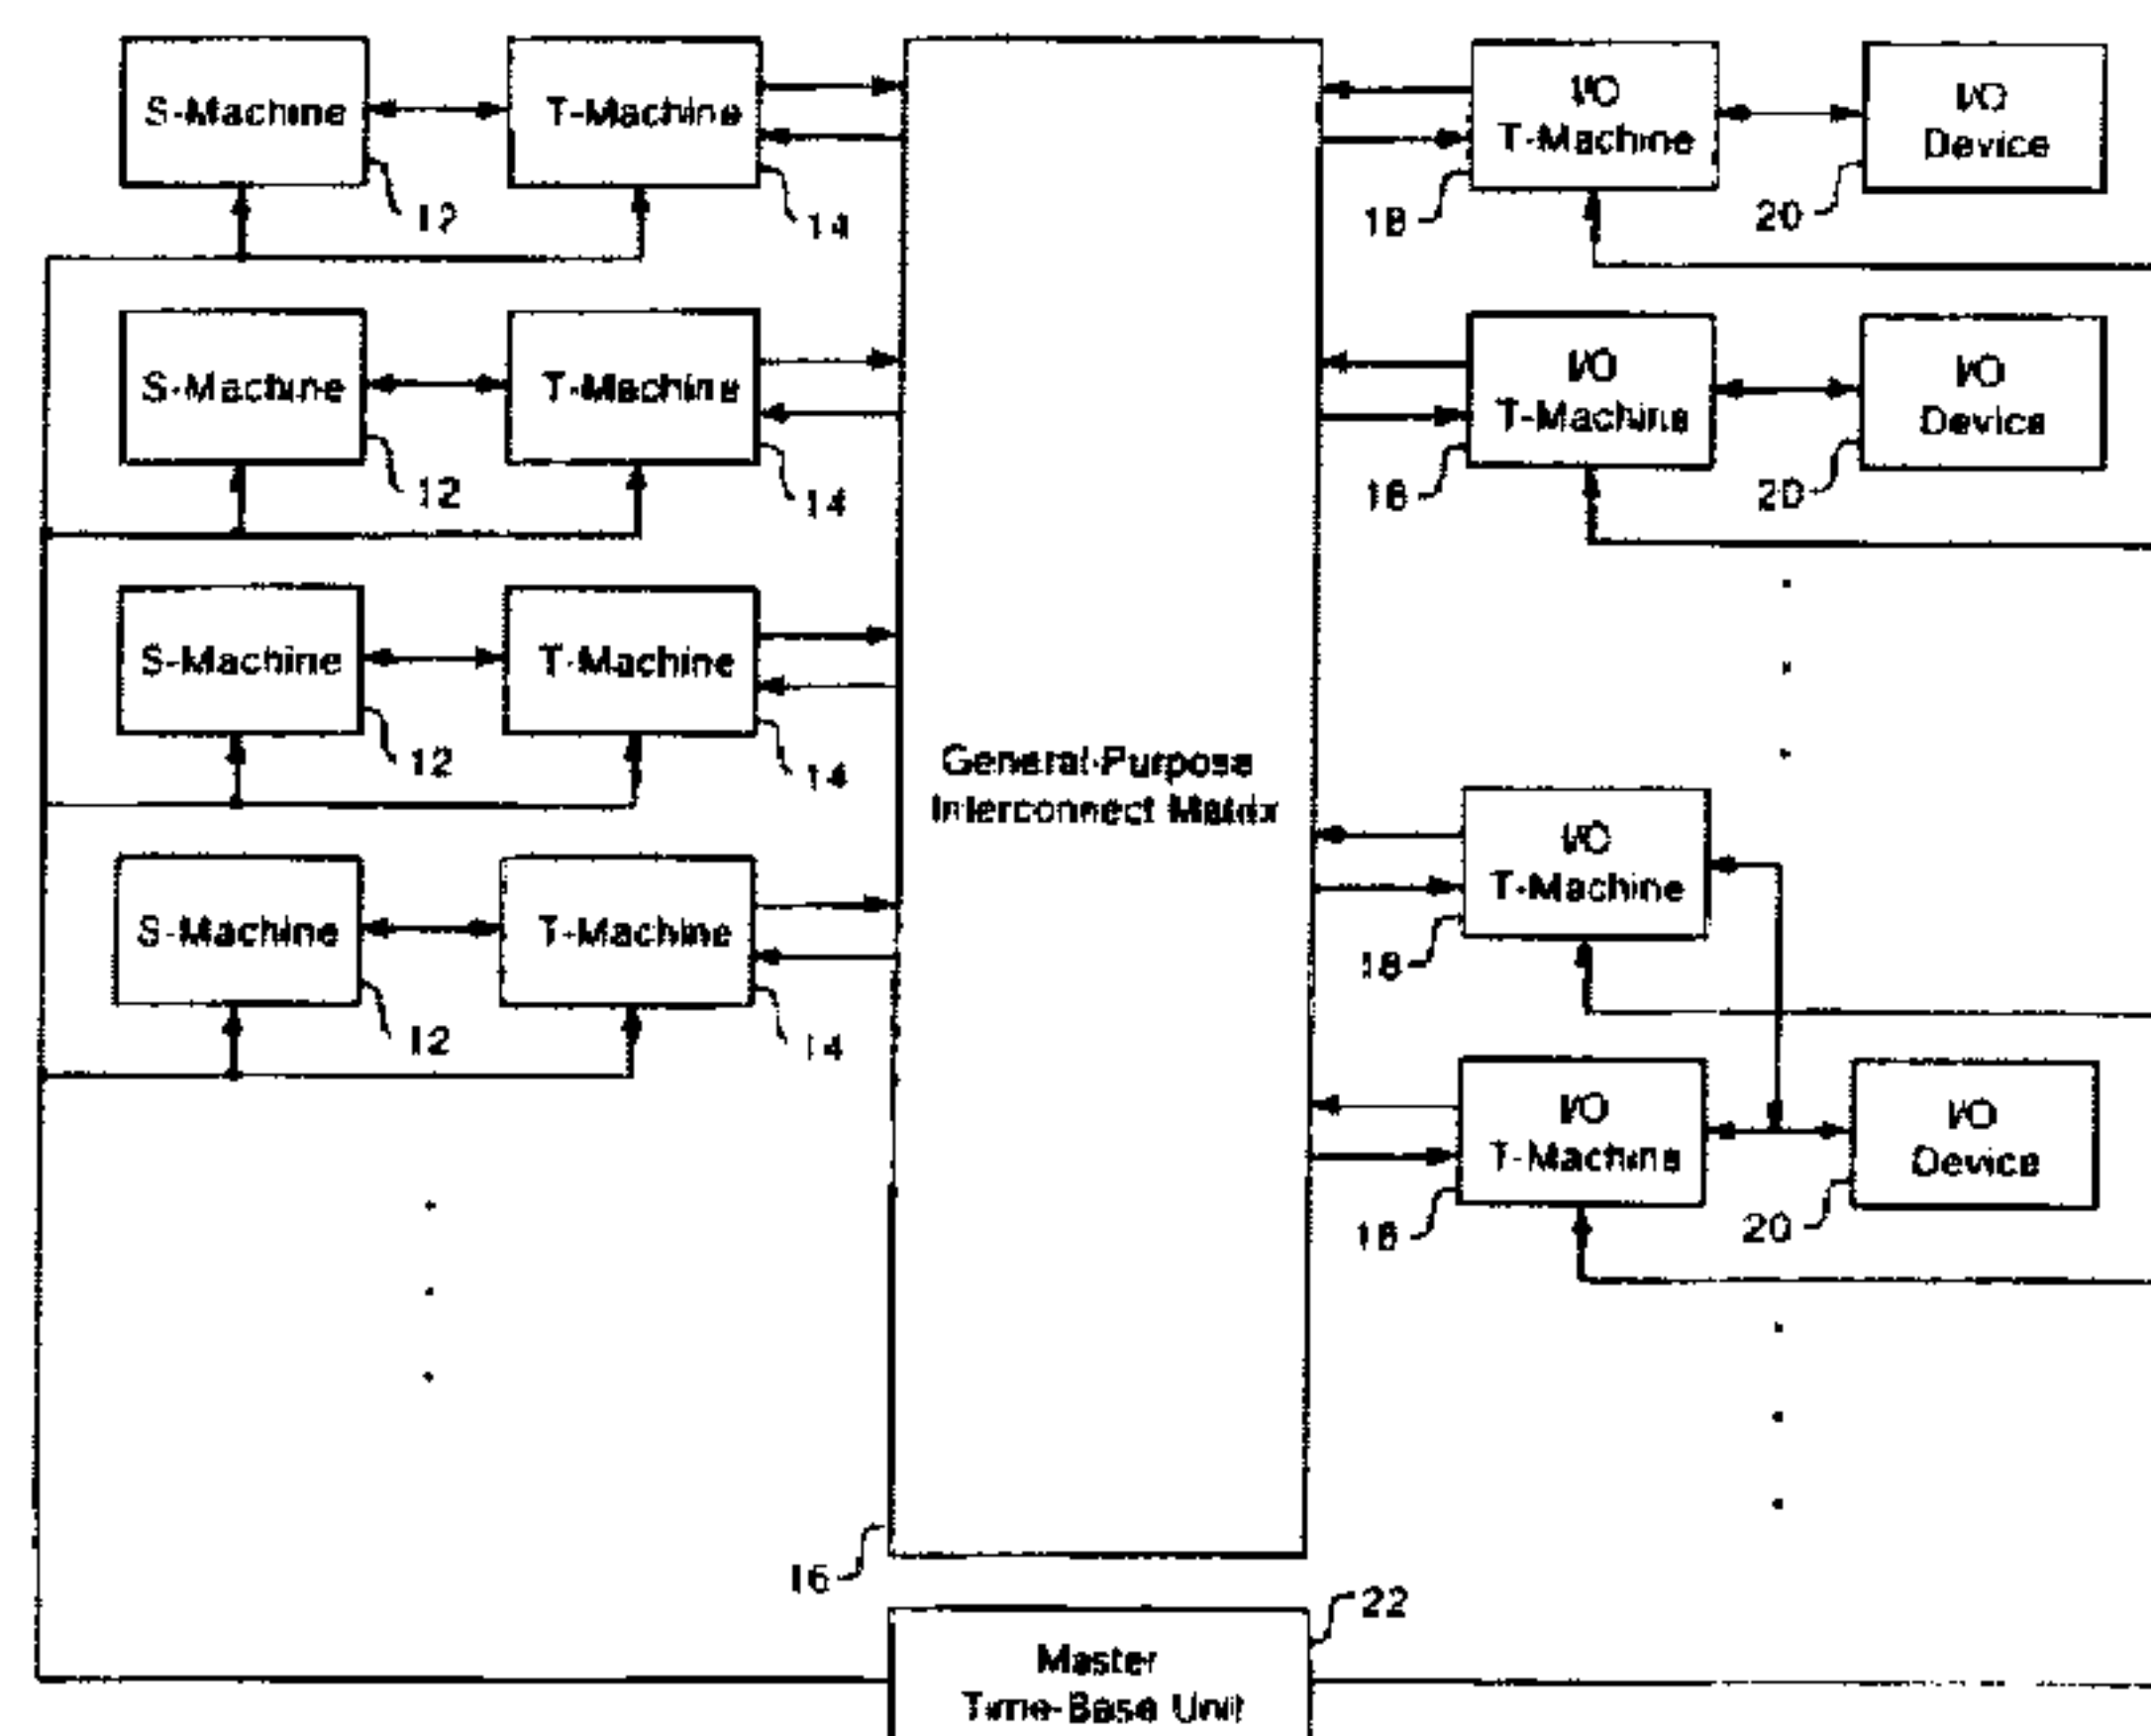 S-Machine
T-Machine
I/O
T-Machine
I/O
Device
12
14
18
20
S-Machine
T-Machine
I/O
T-Machine
I/O
Device
12
14
18
20
S-Machine
T-Machine
12
14
General-Purpose
Interconnect Matrix
I/O
T-Machine
18
S-Machine
T-Machine
12
14
I/O
T-Machine
I/O
Device
18
20
16
22
Master
Time-Base Unit